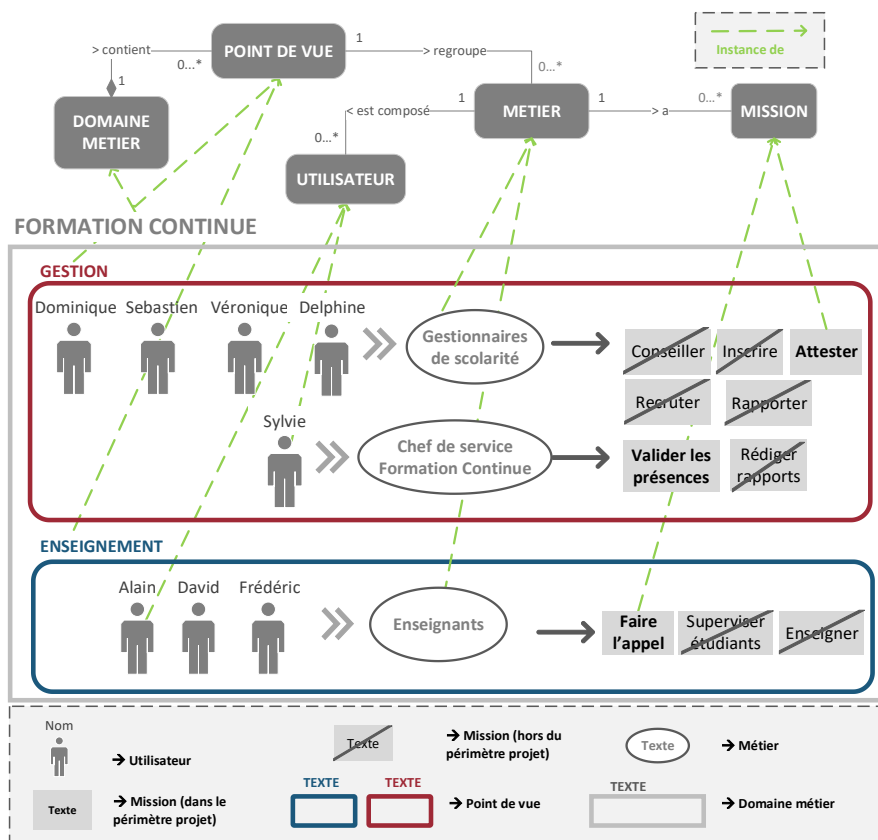 > contient
POINT DE VUE
1
> regroupe
Instance de
0...*
0...*
1
DOMAINE
METIER
< est composé
1
METIER
1
> a
0...*
MISSION
0...*
UTILISATEUR
FORMATION CONTINUE
GESTION
Dominique
Sebastien
Véronique
Delphine
Gestionnaires
de scolarité
Conseiller
Inscrire
Attester
Recruter
Rapporter
Sylvie
Chef de service
Formation Continue
Valider les
présences
Rédiger
rapports
ENSEIGNEMENT
Alain
David
Frédéric
Enseignants
Faire
l'appel
Superviser
étudiants
Enseigner
Nom
→ Utilisateur
Texte
→ Mission (hors du
périmètre projet)
Texte
→ Métier
Texte
→ Mission (dans le
périmètre projet)
TEXTE
TEXTE
→ Point de vue
TEXTE
→ Domaine métier